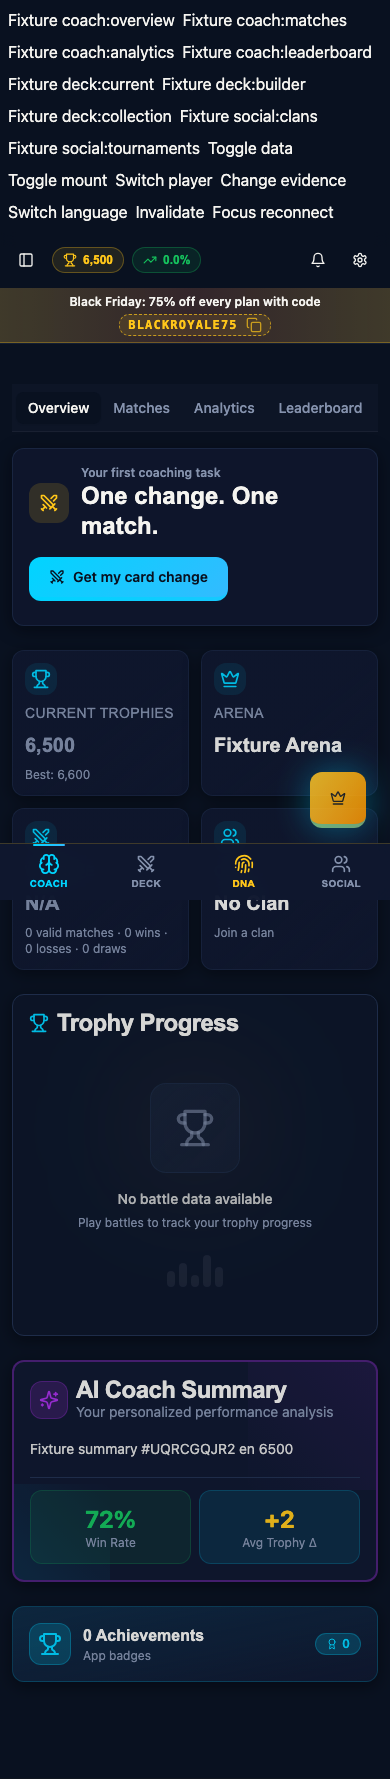 Fixture coach:overview Fixture coach:matches
Fixture coach:analytics Fixture coach:leaderboard
Fixture deck:current Fixture deck:builder
Fixture deck:collection Fixture social:clans
Fixture social:tournaments Toggle data
Toggle mount Switch player Change evidence
Switch language Invalidate Focus reconnect
6,500 0.0%
Black Friday: 75% off every plan with code
BLACKROYALE75
Overview Matches Analytics Leaderboard
Your first coaching task
One change. One
match.
Get my card change
CURRENT TROPHIES
6,500
Best: 6,600
ARENA
Fixture Arena
COACH DECK DNA SOCIAL
N/A
0 valid matches · 0 wins ·
0 losses · 0 draws
No Clan
Join a clan
Trophy Progress
No battle data available
Play battles to track your trophy progress
AI Coach Summary
Your personalized performance analysis
Fixture summary #UQRCGQJR2 en 6500
72%
Win Rate
+2
Avg Trophy Δ
0 Achievements
App badges
0